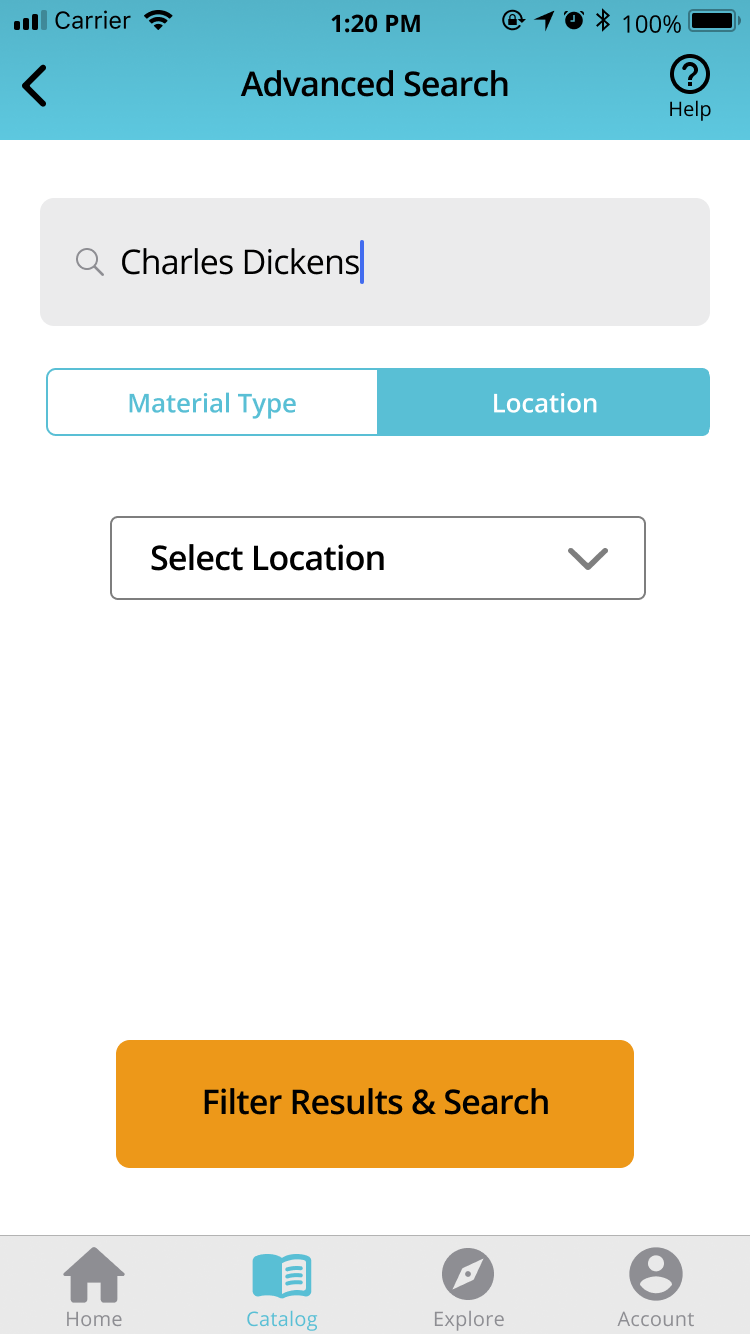 Carrier 1:20 PM 100%
Advanced Search
Help
Charles Dickens
Material Type Location
Select Location
Filter Results & Search
Home Catalog Explore Account